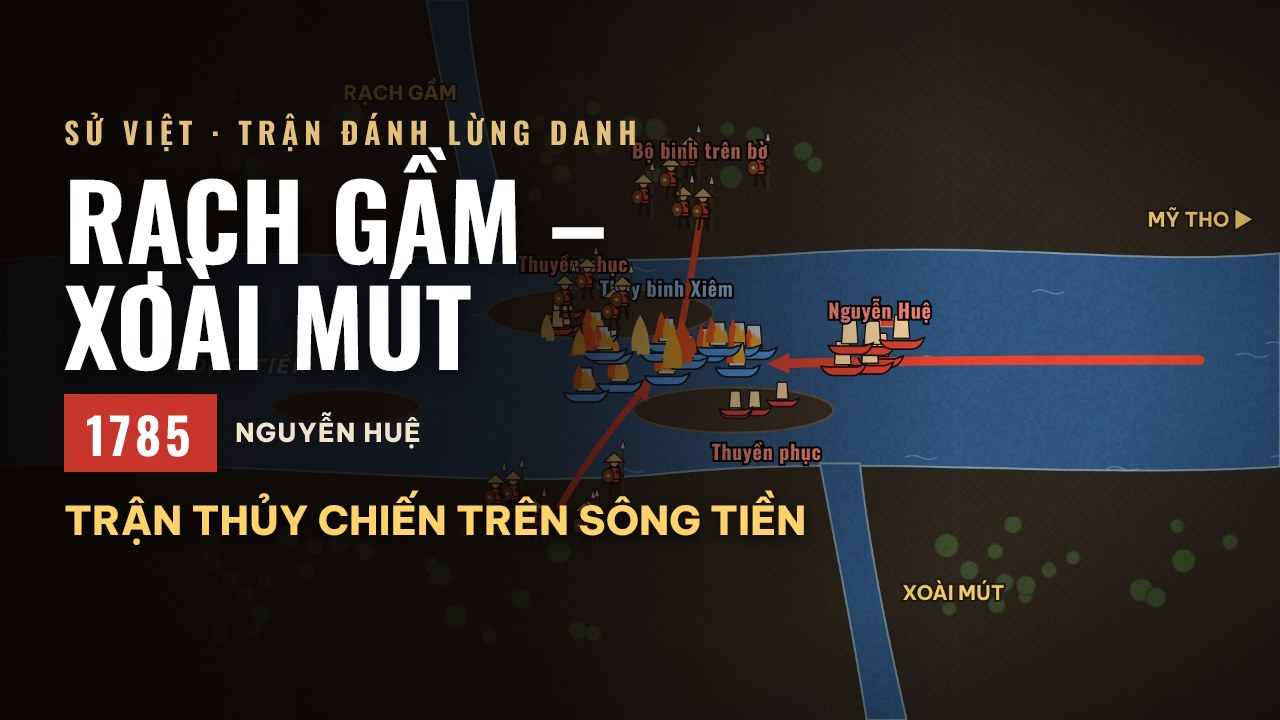 RẠCH GẦM
SỬ VIỆT · TRẬN ĐÁNH LỪNG DANH
Bộ binh trên bờ
RẠCH GẦM –
XOÀI MÚT
MỸ THO
Thuyền phục
Thủy binh Xiêm
Nguyễn Huệ
1785
NGUYỄN HUỆ
Thuyền phục
TRẬN THỦY CHIẾN TRÊN SÔNG TIỀN
XOÀI MÚT